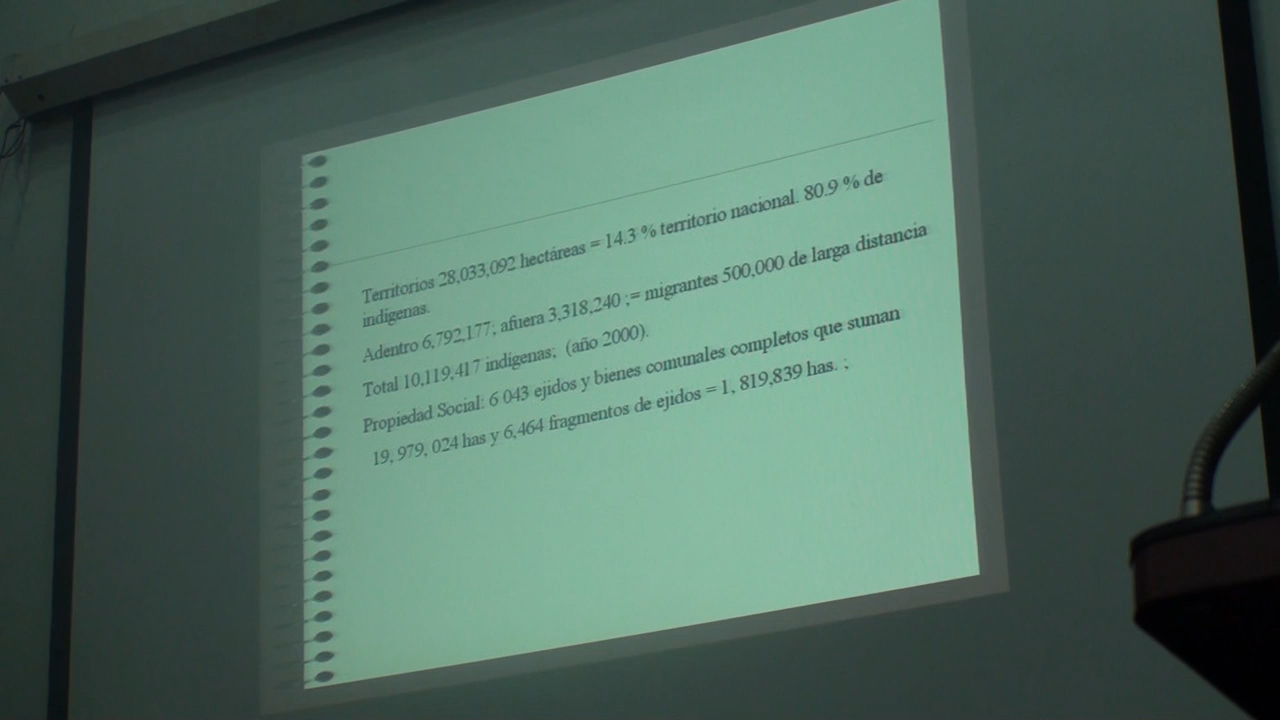 Territorios 28,033,092 hectáreas = 14.3 % territorio nacional. 80.9 % de
indígenas.
Adentro 6,792,177; afuera 3,318,240 ;= migrantes 500,000 de larga distancia
Total 10,119,417 indígenas;  (año 2000).
Propiedad Social: 6 043 ejidos y bienes comunales completos que suman
19, 979, 024 has y 6,464 fragmentos de ejidos = 1, 819,839 has. ;